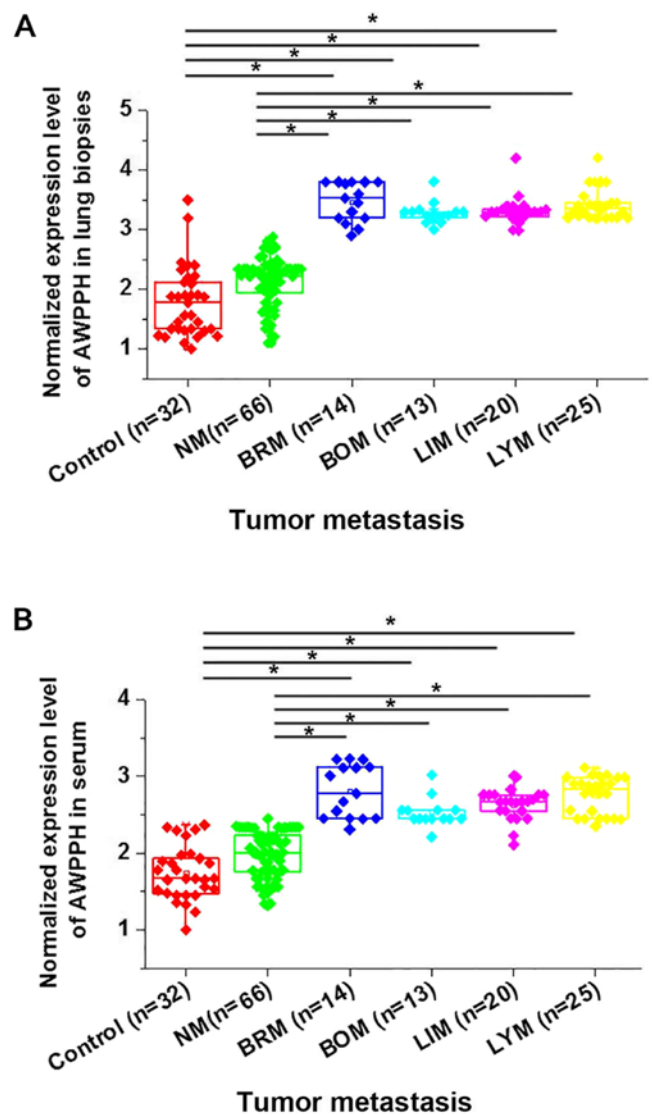 A
*
*
*
*
*
*
*
*
Normalized expression level
of AWPPH in lung biopsies
5
4
3
2
1
Control (n=32)
NM(n=66)
BRM (n=14)
BOM (n=13)
LIM (n=20)
LYM (n=25)
Tumor metastasis
B
*
*
*
*
*
*
*
*
Normalized expression level
of AWPPH in serum
4
3
2
1
Control (n=32)
NM(n=66)
BRM (n=14)
BOM (n=13)
LIM (n=20)
LYM (n=25)
Tumor metastasis